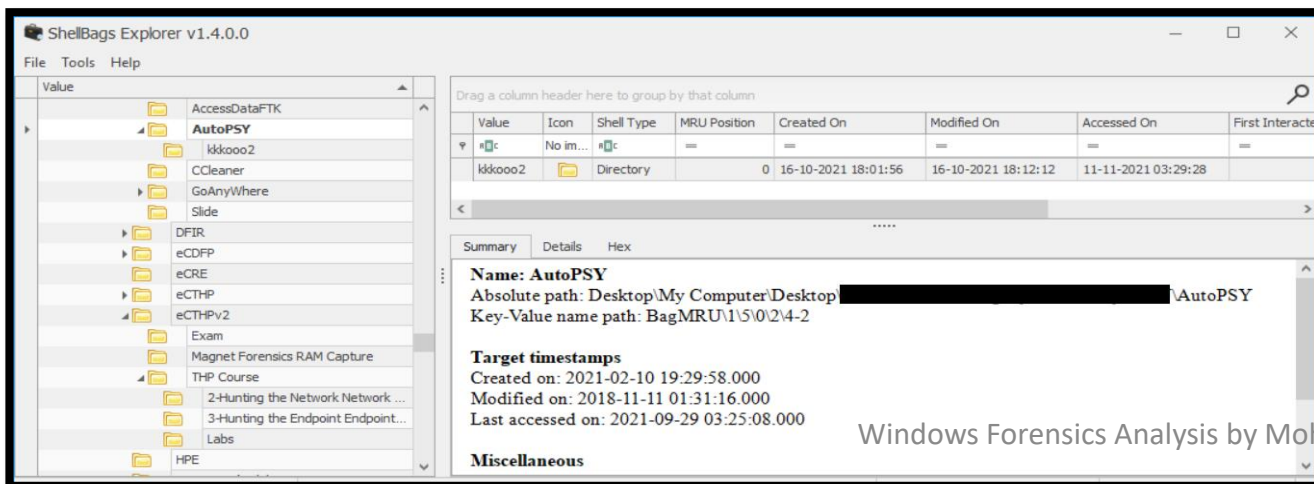 ShellBags Explorer v1.4.0.0
File Tools Help
Value
AccessDataFTK
AutoPSY
kkkooo2
CCleaner
GoAnyWhere
Slide
DFIR
eCDFP
eCRE
eCTHP
eCTHPv2
Exam
Magnet Forensics RAM Capture
THP Course
2-Hunting the Network Network ...
3-Hunting the Endpoint Endpoint...
Labs
HPE
Drag a column header here to group by that column
Value Icon Shell Type MRU Position Created On Modified On Accessed On First Interacte
No im... = = = = =
kkkooo2 Directory 0 16-10-2021 18:01:56 16-10-2021 18:12:12 11-11-2021 03:29:28
Summary Details Hex
Name: AutoPSY
Absolute path: Desktop\My Computer\Desktop\ \AutoPSY
Key-Value name path: BagMRU\1\5\0\2\4-2
Target timestamps
Created on: 2021-02-10 19:29:58.000
Modified on: 2018-11-11 01:31:16.000
Last accessed on: 2021-09-29 03:25:08.000
Miscellaneous
Windows Forensics Analysis by Moh